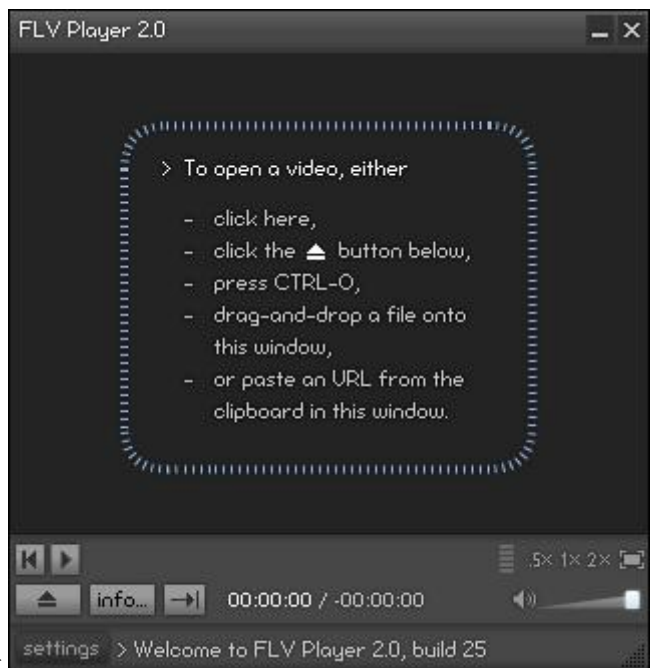 FLV Player 2.0
> To open a video, either
- click here,
- click the ⏏ button below,
- press CTRL-O,
- drag-and-drop a file onto
this window,
- or paste an URL from the
clipboard in this window.
.5× 1× 2×
info...
00:00:00 / -00:00:00
settings > Welcome to FLV Player 2.0, build 25